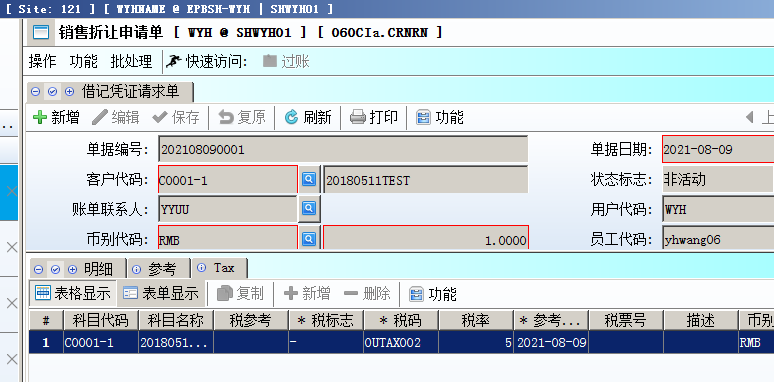 [ Site: 121 ] [ WYHNAME @ EPBSH-WYH | SHWYH01 ]
销售折让申请单 [ WYH @ SHWYH01 ] [ O60CIa.CRNRN ]
操作 功能 批处理 快速访问: 过账
借记凭证请求单
新增 编辑 保存 复原 刷新 打印 功能 上
单据编号: 202108090001 单据日期: 2021-08-09
客户代码: C0001-1 20180511TEST 状态标志: 非活动
账单联系人: YYUU 用户代码: WYH
币别代码: RMB 1.0000 员工代码: yhwang06
明细 参考 Tax
表格显示 表单显示 复制 新增 删除 功能
# 科目代码 科目名称 税参考 * 税标志 * 税码 税率 * 参考... 税票号 描述 币别
1 C0001-1 2018051... - OUTAX002 5 2021-08-09 RMB